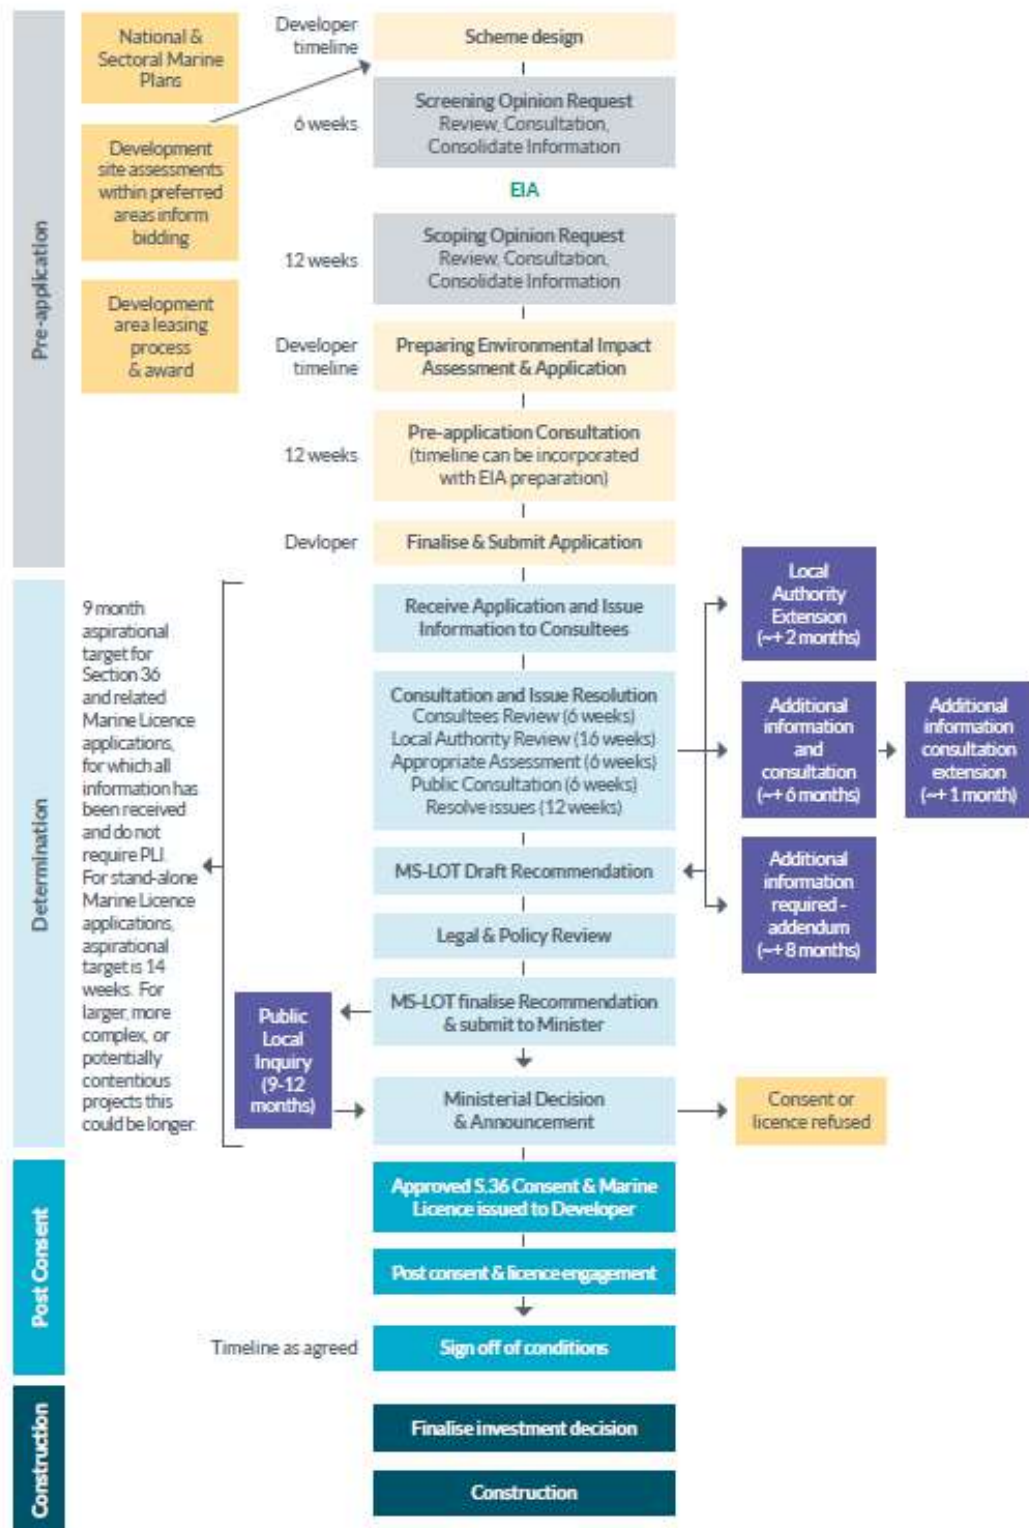 Pre-application
National &
Sectoral Marine
Plans
Development
site assessments
within preferred
areas inform
bidding
Development
area leasing
process
& award
Developer
timeline
Scheme design
6 weeks
Screening Opinion Request
Review, Consultation,
Consolidate Information
EIA
12 weeks
Scoping Opinion Request
Review, Consultation,
Consolidate Information
Developer
timeline
Preparing Environmental Impact
Assessment & Application
12 weeks
Pre-application Consultation
(timeline can be incorporated
with EIA preparation)
Devloper
Finalise & Submit Application
Determination
9 month
aspirational
target for
Section 36
and related
Marine Licence
applications,
for which all
information has
been received
and do not
require PLI.
For stand-alone
Marine Licence
applications,
aspirational
target is 14
weeks. For
larger, more
complex, or
potentially
contentious
projects this
could be longer.
Receive Application and Issue
Information to Consultees
Consultation and Issue Resolution
Consultees Review (6 weeks)
Local Authority Review (16 weeks)
Appropriate Assessment (6 weeks)
Public Consultation (6 weeks)
Resolve issues (12 weeks)
MS-LOT Draft Recommendation
Legal & Policy Review
MS-LOT finalise Recommendation
& submit to Minister
Public
Local
Inquiry
(9-12
months)
Ministerial Decision
& Announcement
Local
Authority
Extension
(~+ 2 months)
Additional
information
and
consultation
(~+ 6 months)
Additional
information
consultation
extension
(~+ 1 month)
Additional
information
required -
addendum
(~+ 8 months)
Consent or
licence refused
Post Consent
Approved S.36 Consent & Marine
Licence issued to Developer
Post consent & licence engagement
Timeline as agreed
Sign off of conditions
Construction
Finalise investment decision
Construction